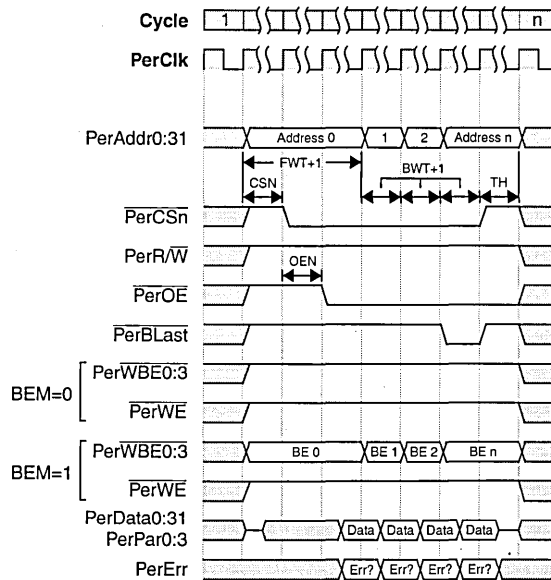 Cycle 1 n
PerClk
PerAddr0:31 Address 0 1 2 Address n
FWT+1 BWT+1
CSN TH
PerCSn
PerR/W OEN
PerOE
PerBLast
BEM=0
PerWBE0:3
PerWE
BEM=1
PerWBE0:3 BE 0 BE 1 BE 2 BE n
PerWE
PerData0:31 Data Data Data Data
PerPar0:3
PerErr Err? Err? Err? Err?